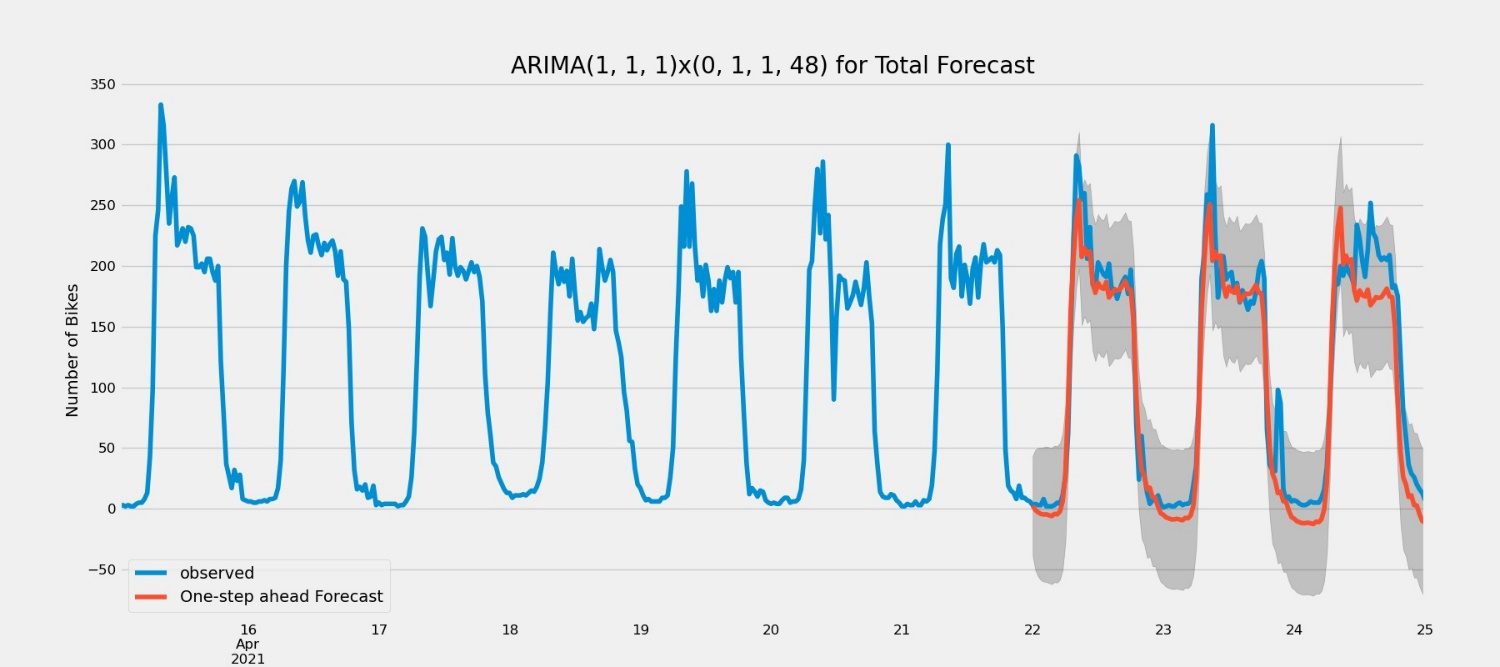 ARIMA(1, 1, 1)x(0, 1, 1, 48) for Total Forecast
350
300
250
200
150
100
50
0
−50
Number of Bikes
observed
One-step ahead Forecast
16 17 18 19 20 21 22 23 24 25
Apr
2021